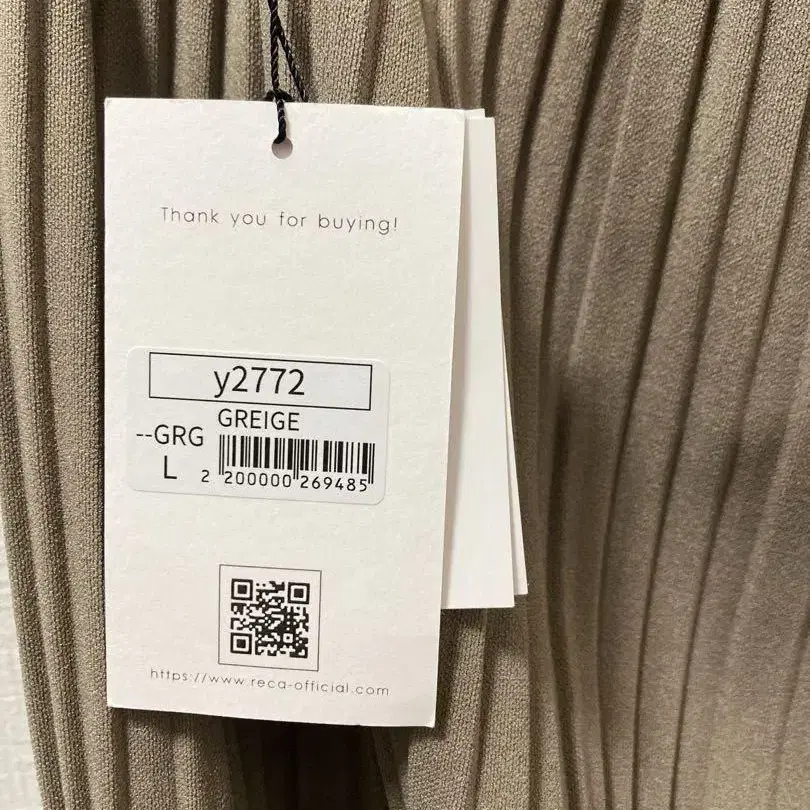 Thank you for buying!
y2772
GREIGE
--GRG
L
2 200000 269485
https://www.reca-official.com